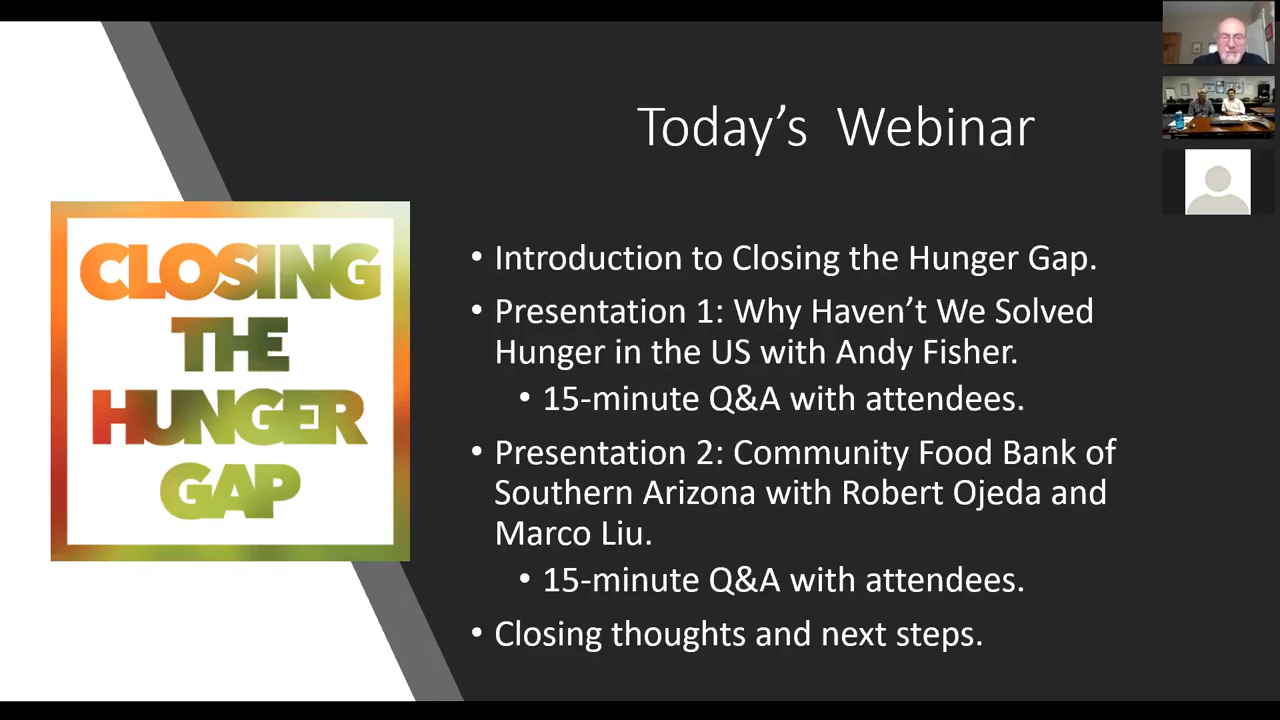 Today's  Webinar
CLOSING
THE
HUNGER
GAP
• Introduction to Closing the Hunger Gap.
• Presentation 1: Why Haven't We Solved
Hunger in the US with Andy Fisher.
• 15-minute Q&A with attendees.
• Presentation 2: Community Food Bank of
Southern Arizona with Robert Ojeda and
Marco Liu.
• 15-minute Q&A with attendees.
• Closing thoughts and next steps.